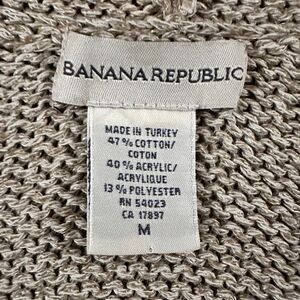 BANANA REPUBLIC
MADE IN TURKEY
47% COTTON/
COTON
40% ACRYLIC/
ACRYLIQUE
13% POLYESTER
RN 54023
CA 17897
M